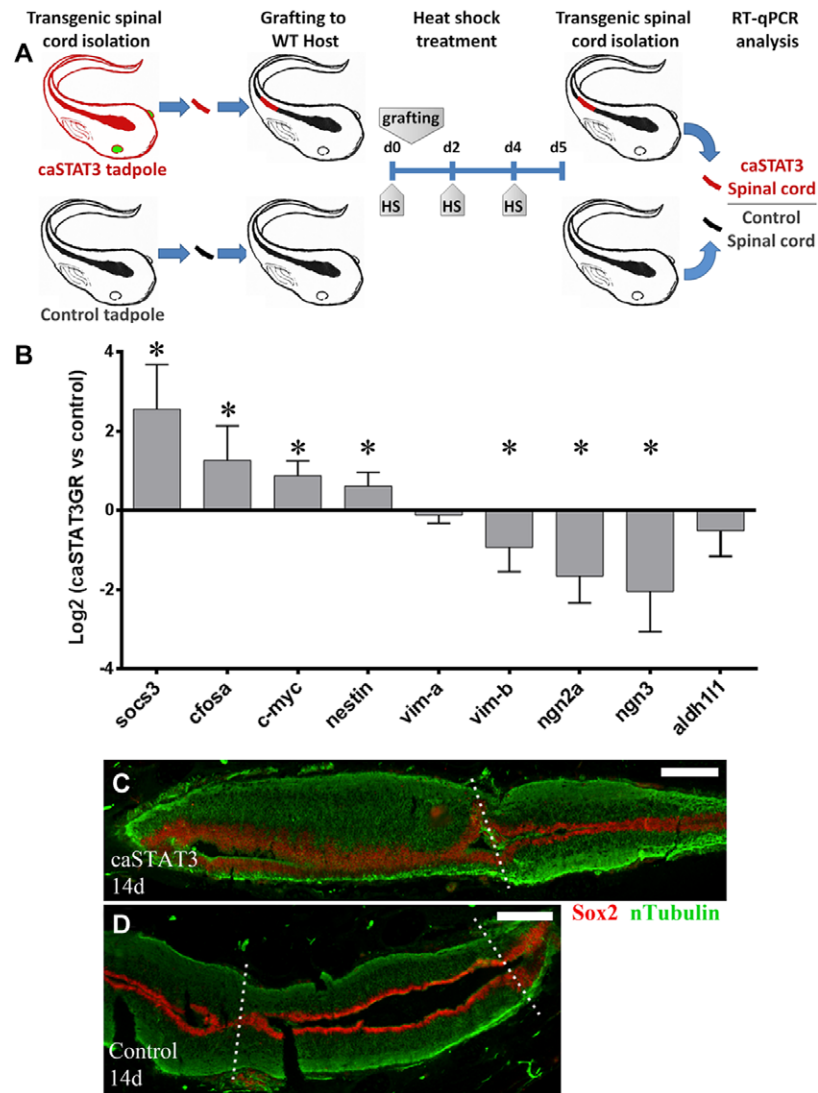 Transgenic spinal cord isolation
Grafting to WT Host
Heat shock treatment
Transgenic spinal cord isolation
RT-qPCR analysis
A
grafting
d0 d2 d4 d5
HS HS HS
caSTAT3 tadpole
caSTAT3 Spinal cord
Control Spinal cord
Control tadpole
B
Log2 (caSTAT3GR vs control)
4
2
0
-2
-4
* * * * * * *
socs3 cfosa c-myc nestin vim-a vim-b ngn2a ngn3 aldh1l1
C
caSTAT3
14d
Sox2 nTubulin
D
Control
14d